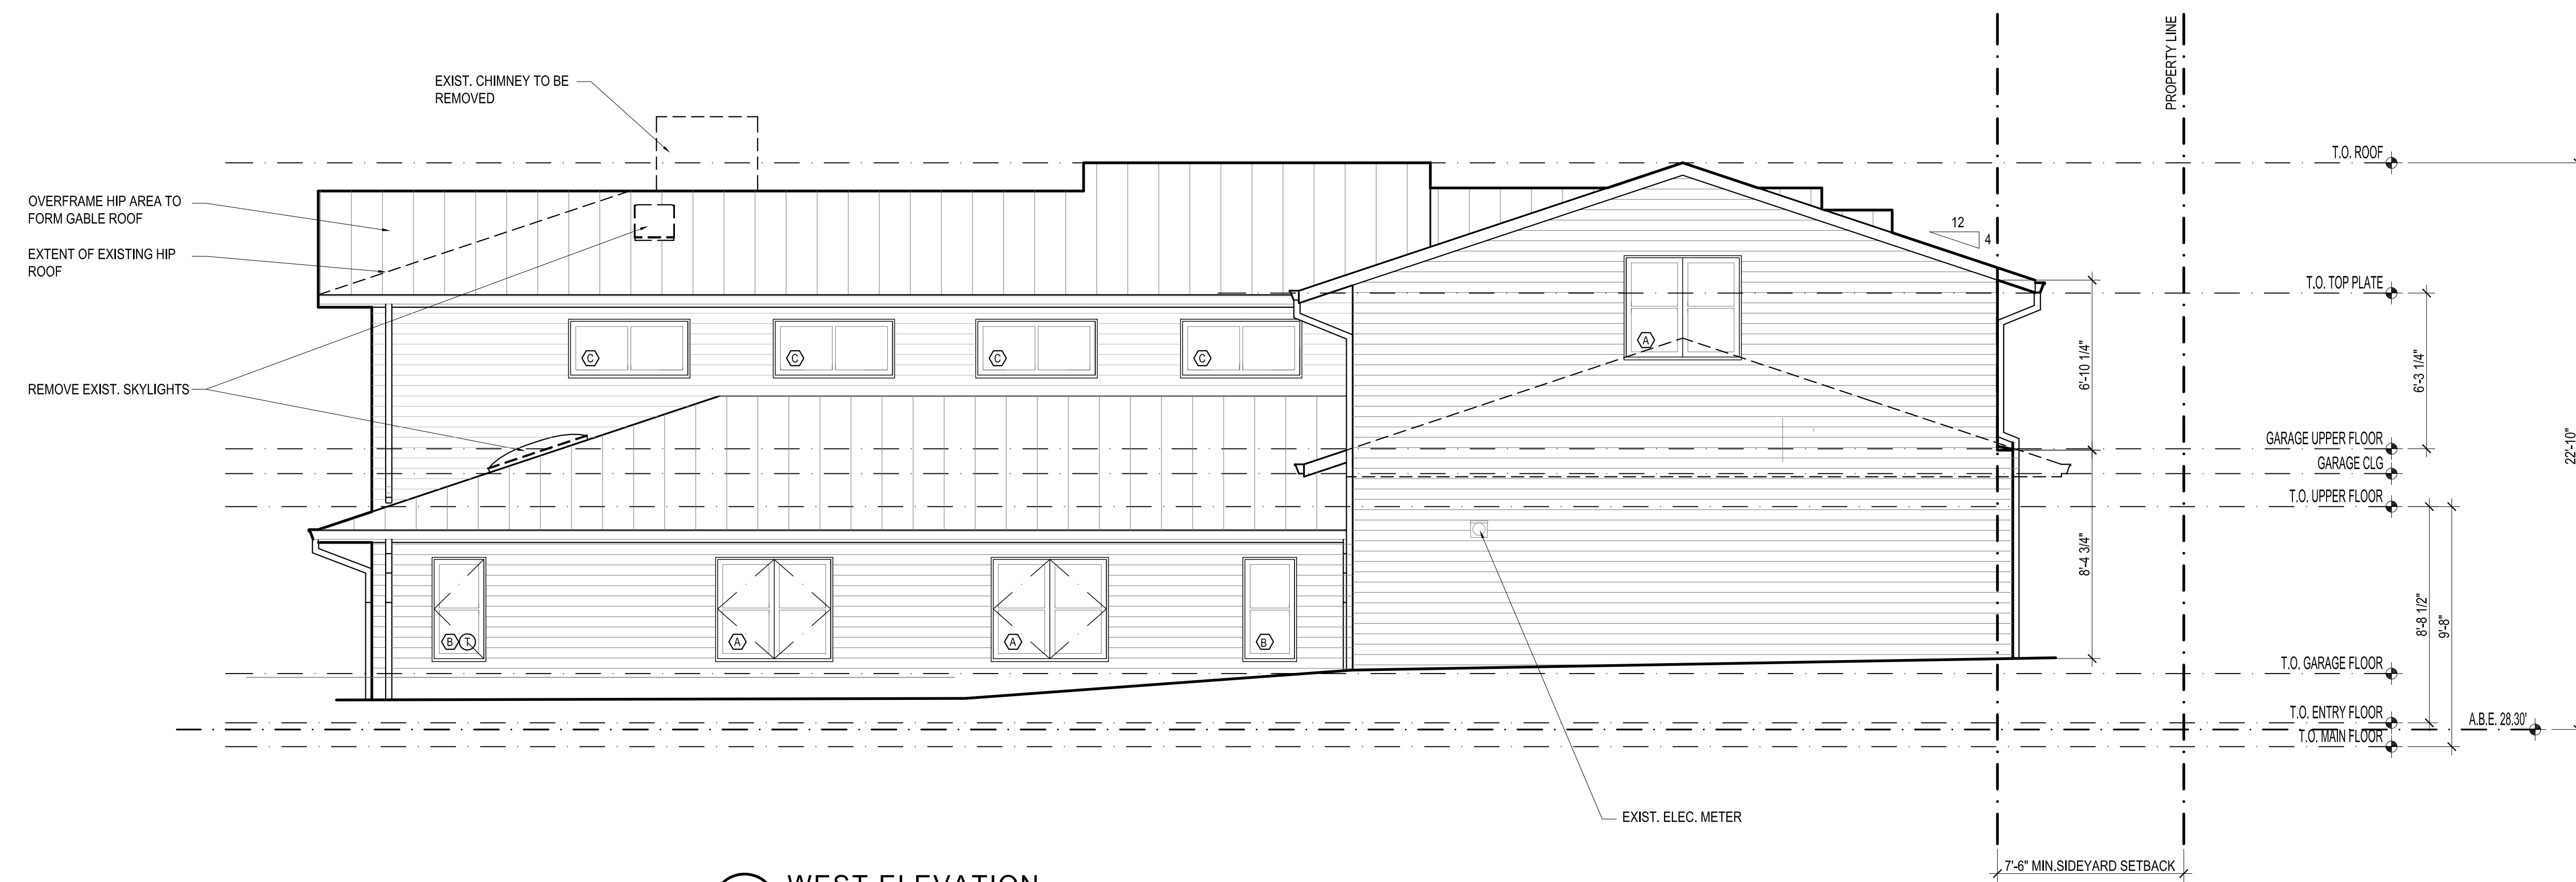 PROPERTY LINE
EXIST. CHIMNEY TO BE
REMOVED
T.O. ROOF
OVERFRAME HIP AREA TO
FORM GABLE ROOF
12
4
EXTENT OF EXISTING HIP
ROOF
T.O. TOP PLATE
C
C
C
C
A
6'-10 1/4"
6'-3 1/4"
REMOVE EXIST. SKYLIGHTS
GARAGE UPPER FLOOR
22'-10"
GARAGE CLG
T.O. UPPER FLOOR
8'-4 3/4"
8'-8 1/2"
9'-8"
B
T
A
A
B
T.O. GARAGE FLOOR
T.O. ENTRY FLOOR
A.B.E. 28.30'
T.O. MAIN FLOOR
EXIST. ELEC. METER
7'-6" MIN.SIDEYARD SETBACK
WEST ELEVATION